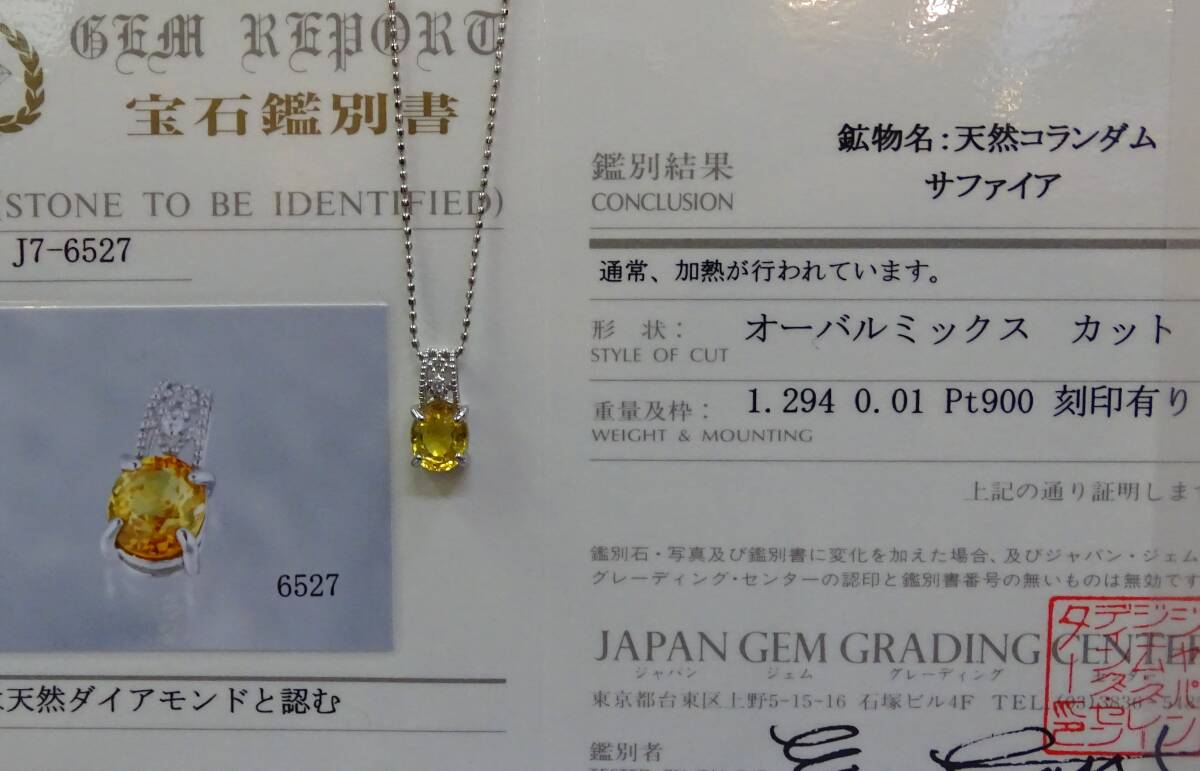 GEM REPORT
宝石鑑別書
(STONE TO BE IDENTIFIED)
J7-6527
6527
天然ダイアモンドと認む
鉱物名:天然コランダム
鑑別結果
サファイア
CONCLUSION
通常、加熱が行われています。
形 状: オーバルミックス カット
STYLE OF CUT
重量及枠: 1.294 0.01 Pt900 刻印有り
WEIGHT & MOUNTING
上記の通り証明しま
鑑別石・写真及び鑑別書に変化を加えた場合、及びジャパン・ジェム
グレーディング・センターの認印と鑑別書番号の無いものは無効です
JAPAN GEM GRADING CENTE
ジャパン ジェム グレーディング
東京都台東区上野5-15-16 石塚ビル4F TEL (03)3836
鑑別者